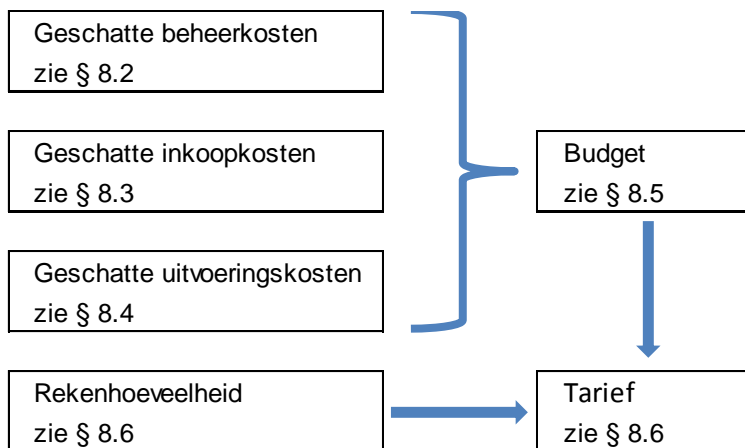 Geschatte beheerkosten
zie § 8.2
Geschatte inkoopkosten
zie § 8.3
Budget
zie § 8.5
Geschatte uitvoeringskosten
zie § 8.4
Rekenhoeveelheid
zie § 8.6
Tarief
zie § 8.6